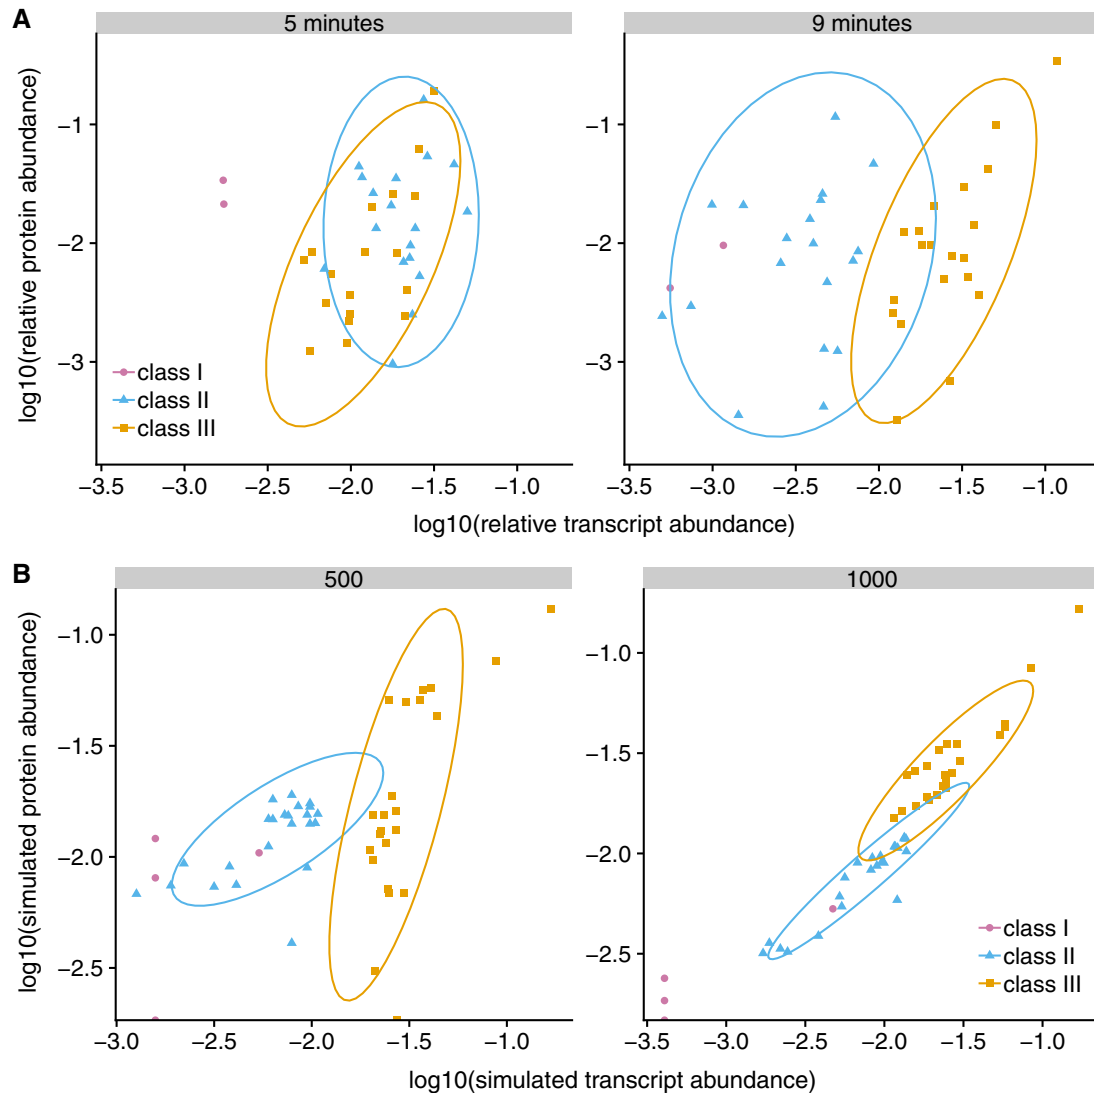 A
5 minutes
9 minutes
log10(relative protein abundance)
−1
−2
−3
−1
−2
−3
class I
class II
class III
−3.5 −3.0 −2.5 −2.0 −1.5 −1.0
−3.5 −3.0 −2.5 −2.0 −1.5 −1.0
log10(relative transcript abundance)
B
500
1000
log10(simulated protein abundance)
−1.0
−1.5
−2.0
−2.5
−1.0
−1.5
−2.0
−2.5
class I
class II
class III
−3.0 −2.5 −2.0 −1.5 −1.0
−3.5 −3.0 −2.5 −2.0 −1.5 −1.0
log10(simulated transcript abundance)